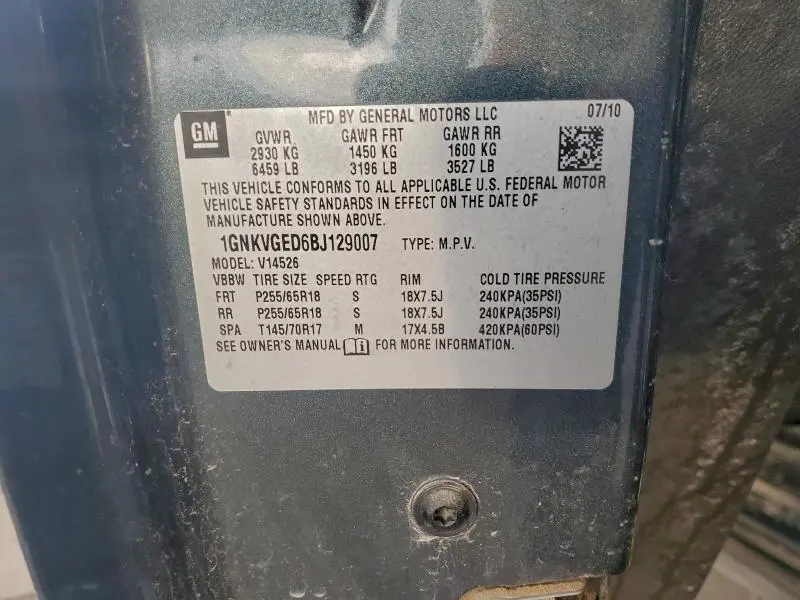 GM
MFD BY GENERAL MOTORS LLC 07/10
GVWR GAWR FRT GAWR RR
2930 KG 1450 KG 1600 KG
6459 LB 3196 LB 3527 LB
THIS VEHICLE CONFORMS TO ALL APPLICABLE U.S. FEDERAL MOTOR
VEHICLE SAFETY STANDARDS IN EFFECT ON THE DATE OF
MANUFACTURE SHOWN ABOVE.
1GNKVGED6BJ129007 TYPE: M.P.V.
MODEL: V14526
VBBW TIRE SIZE SPEED RTG RIM COLD TIRE PRESSURE
FRT P255/65R18 S 18X7.5J 240KPA(35PSI)
RR P255/65R18 S 18X7.5J 240KPA(35PSI)
SPA T145/70R17 M 17X4.5B 420KPA(60PSI)
SEE OWNER'S MANUAL FOR MORE INFORMATION.